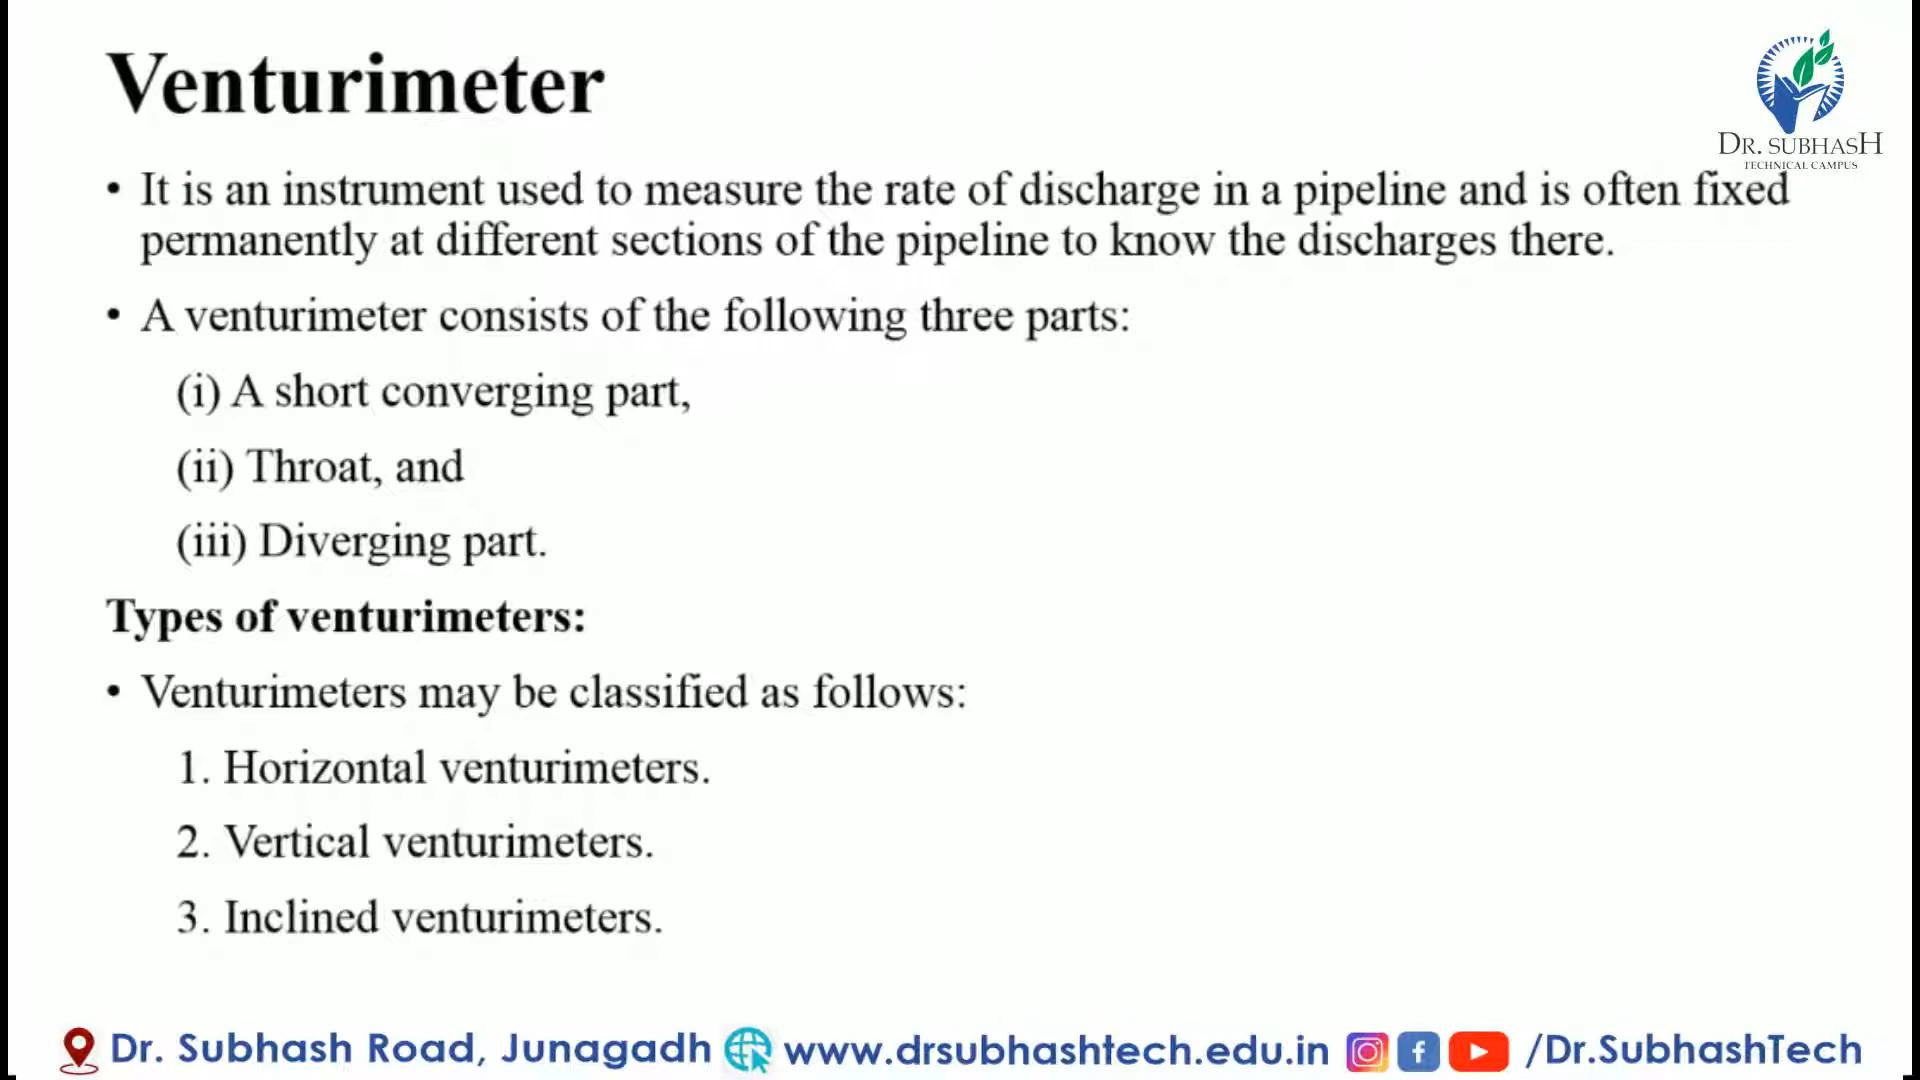 Venturimeter
DR. SUBHASH
TECHNICAL CAMPUS
• It is an instrument used to measure the rate of discharge in a pipeline and is often fixed
permanently at different sections of the pipeline to know the discharges there.
• A venturimeter consists of the following three parts:
(i) A short converging part,
(ii) Throat, and
(iii) Diverging part.
Types of venturimeters:
• Venturimeters may be classified as follows:
1. Horizontal venturimeters.
2. Vertical venturimeters.
3. Inclined venturimeters.
Dr. Subhash Road, Junagadh www.drsubhashtech.edu.in /Dr.SubhashTech